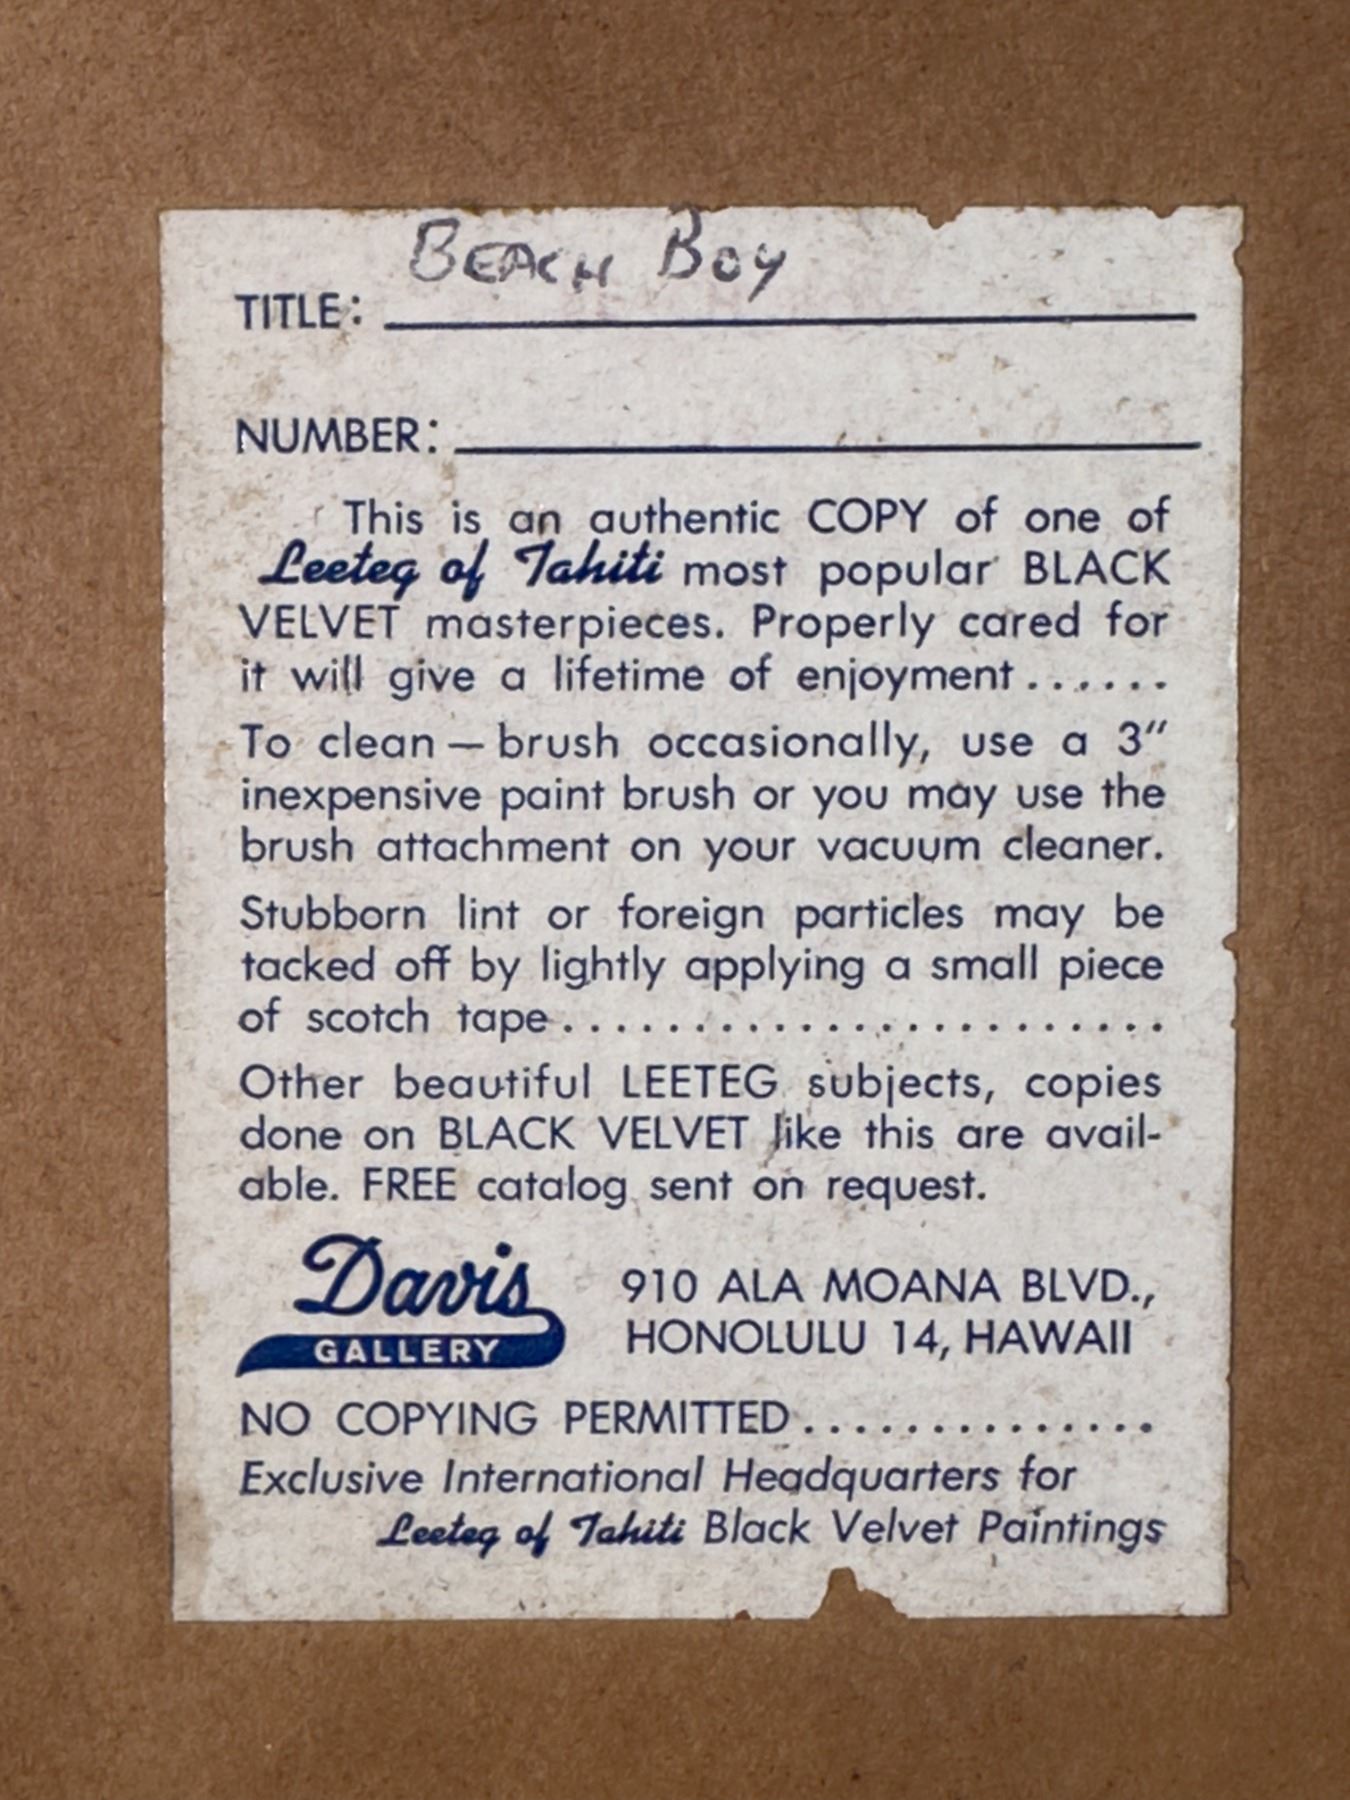 BEACH BOY
TITLE:
NUMBER:
This is an authentic COPY of one of
Leeteg of Tahiti most popular BLACK
VELVET masterpieces. Properly cared for
it will give a lifetime of enjoyment......
To clean — brush occasionally, use a 3"
inexpensive paint brush or you may use the
brush attachment on your vacuum cleaner.
Stubborn lint or foreign particles may be
tacked off by lightly applying a small piece
of scotch tape........................
Other beautiful LEETEG subjects, copies
done on BLACK VELVET like this are avail-
able. FREE catalog sent on request.
Davis
GALLERY
910 ALA MOANA BLVD.,
HONOLULU 14, HAWAII
NO COPYING PERMITTED..............
Exclusive International Headquarters for
Leeteg of Tahiti Black Velvet Paintings